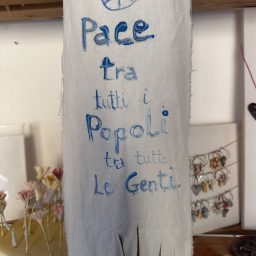 Pace
tra
tutti i
Popoli
tra tutte
Le Genti